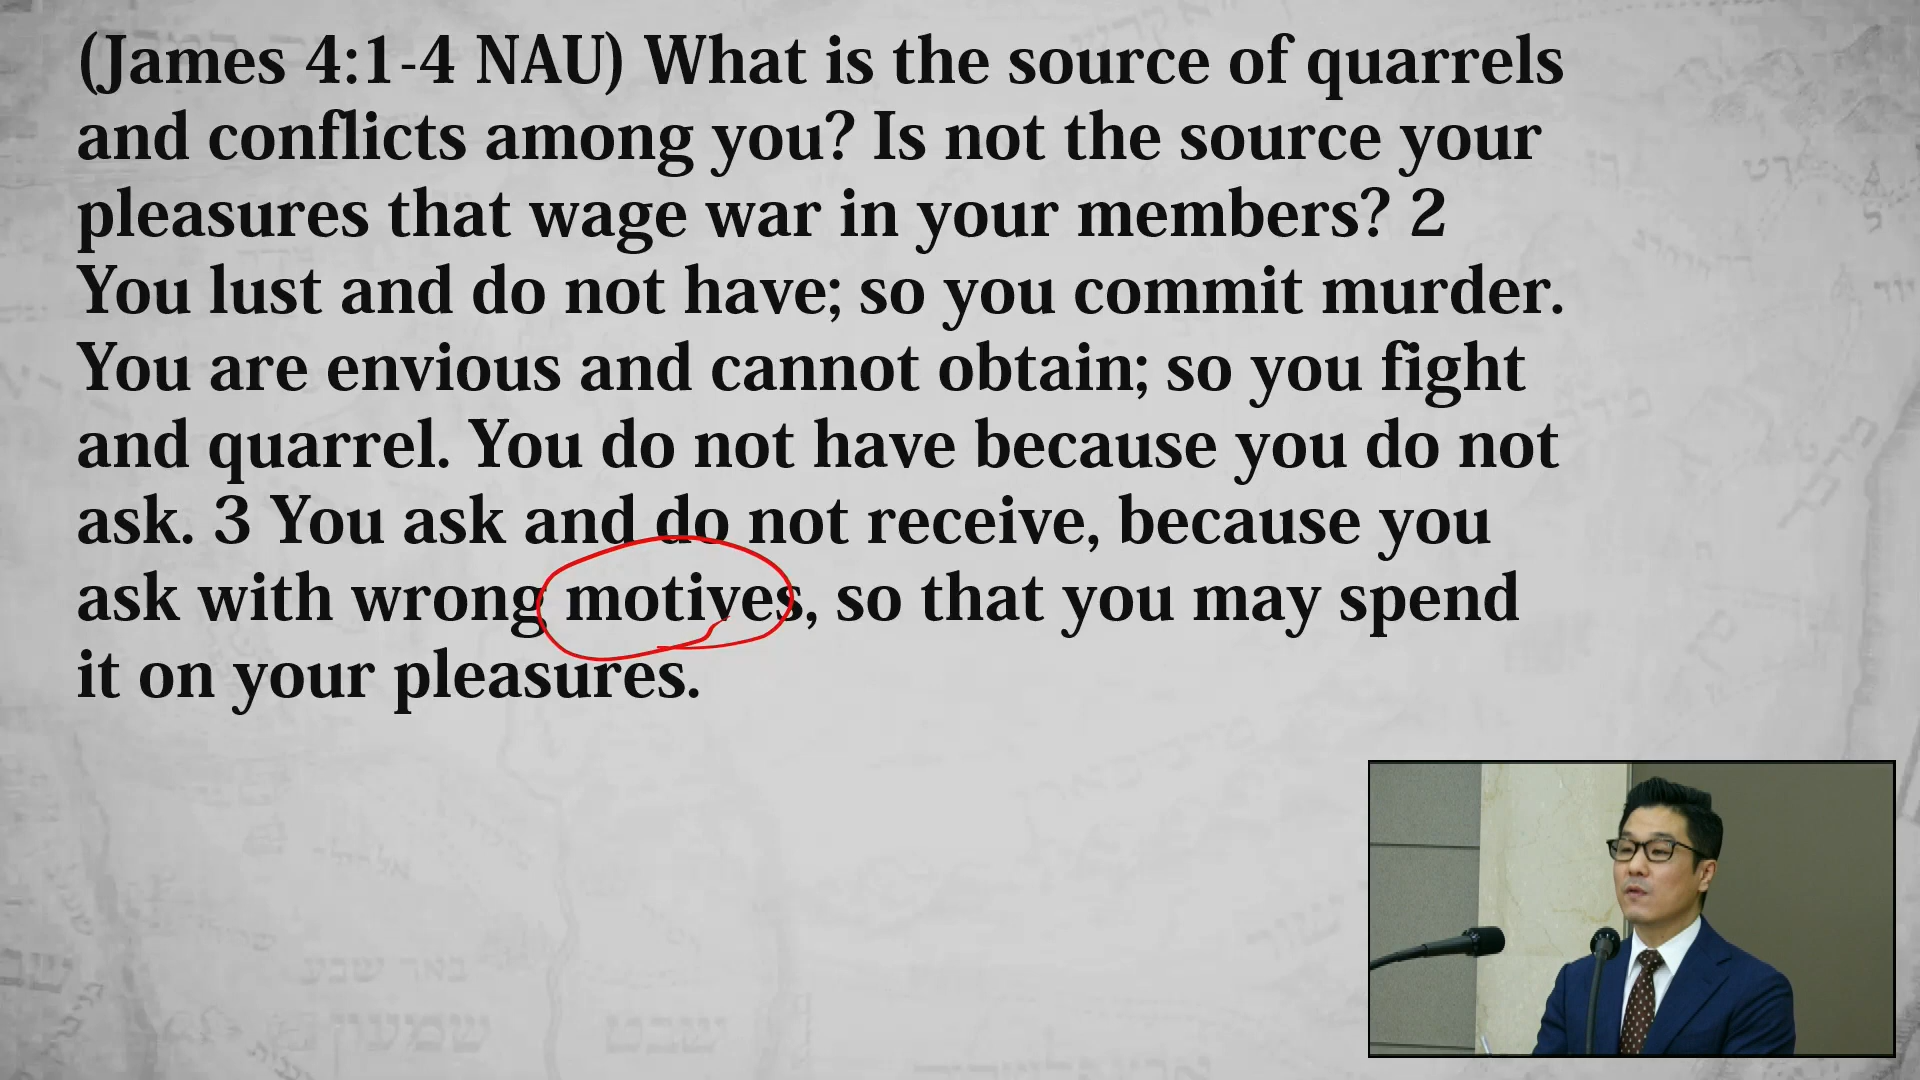 (James 4:1-4 NAU) What is the source of quarrels
and conflicts among you? Is not the source your
pleasures that wage war in your members? 2
You lust and do not have; so you commit murder.
You are envious and cannot obtain; so you fight
and quarrel. You do not have because you do not
ask. 3 You ask and do not receive, because you
ask with wrong motives, so that you may spend
it on your pleasures.
באר שבע
שמעון
שבט